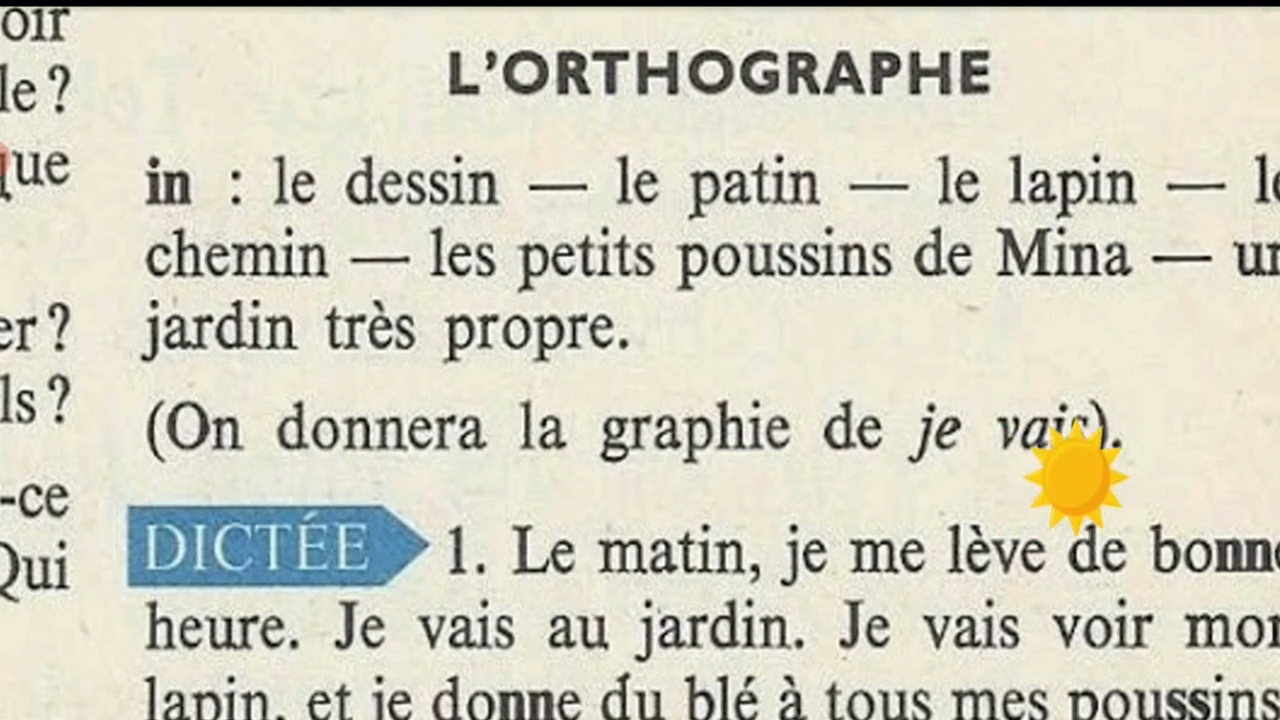 oir
le ?
que
er ?
ls ?
-ce
Qui
L'ORTHOGRAPHE
in : le dessin — le patin — le lapin — le
chemin — les petits poussins de Mina — un
jardin très propre.
(On donnera la graphie de je vais).
DICTÉE 1. Le matin, je me lève de bonne
heure. Je vais au jardin. Je vais voir mon
lapin, et je donne du blé à tous mes poussins